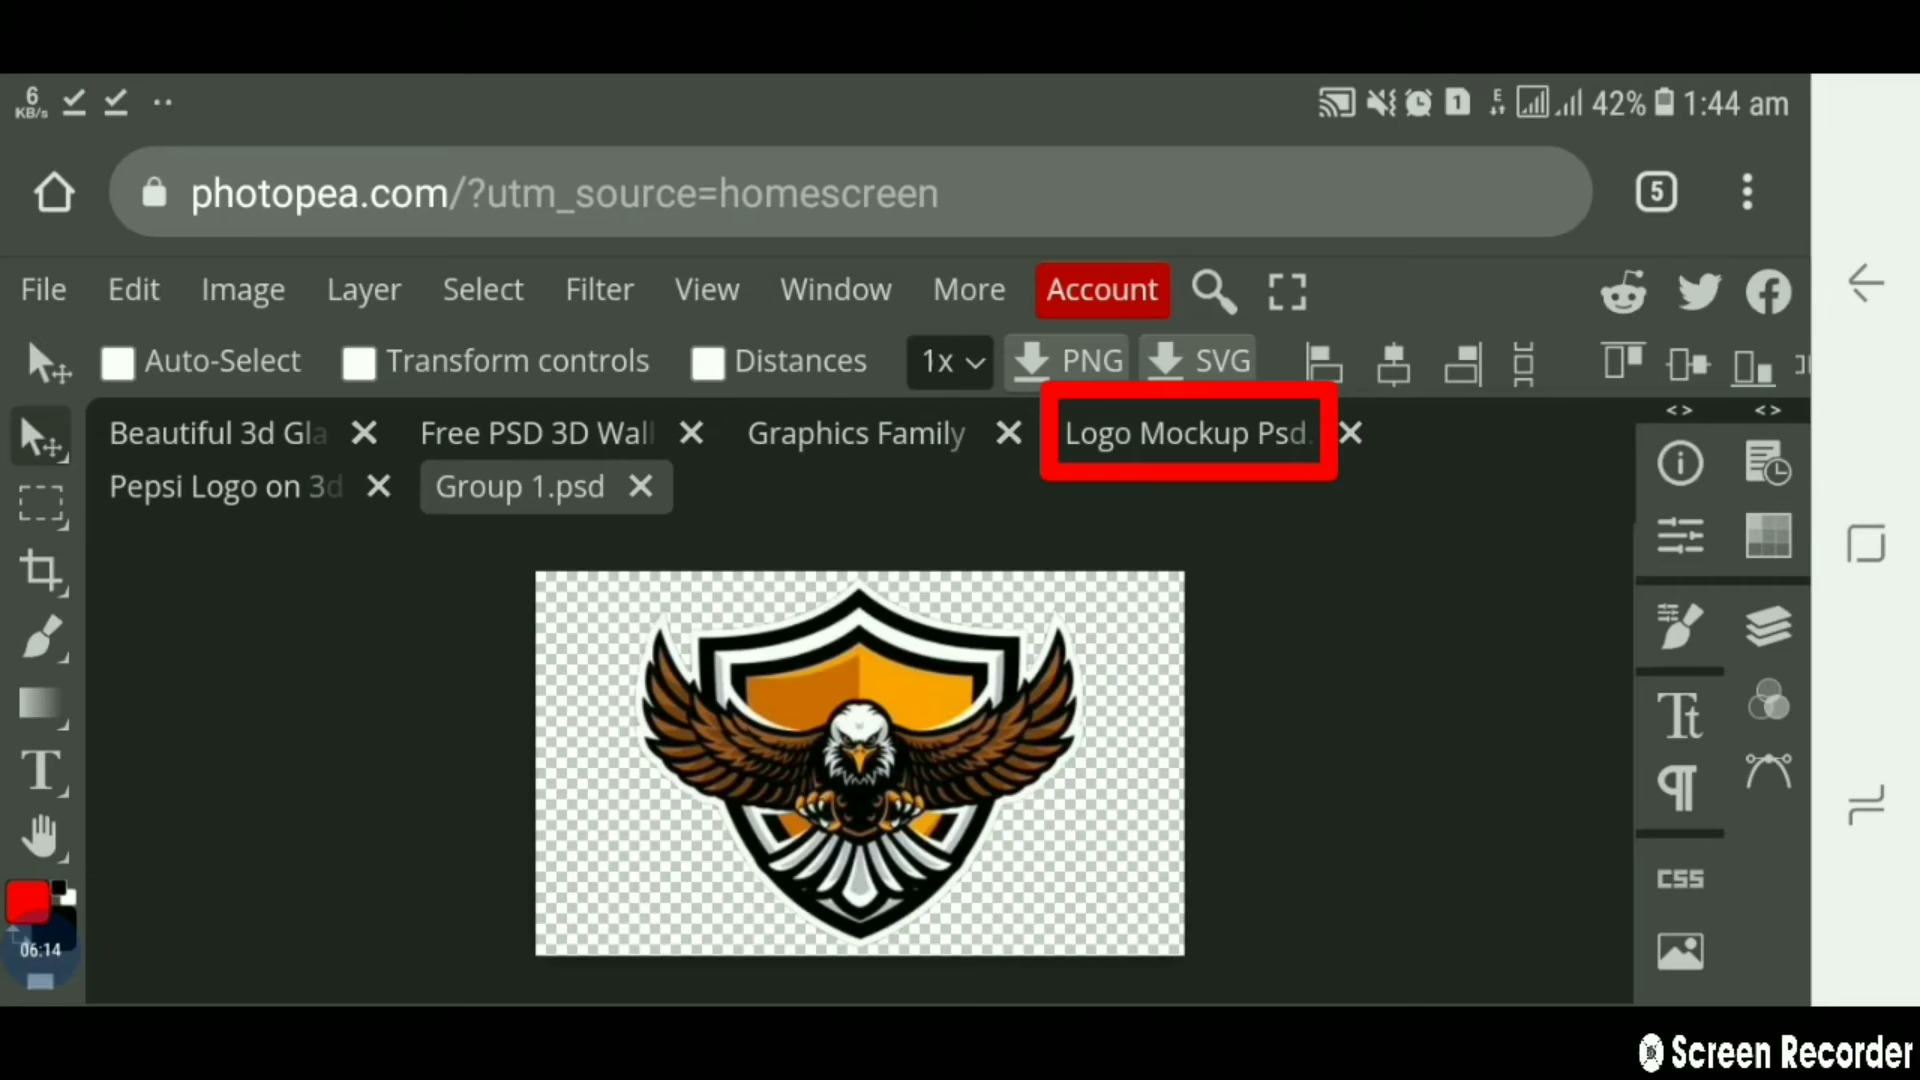 6
KB/s
1 E 42% 1:44 am
photopea.com/?utm_source=homescreen
5
File Edit Image Layer Select Filter View Window More Account
Auto-Select Transform controls Distances 1x PNG SVG
Beautiful 3d Gla Free PSD 3D Wall Graphics Family Logo Mockup Psd.
Pepsi Logo on 3d Group 1.psd
< > < >
T
Tt
¶
CSS
06:14
Screen Recorder